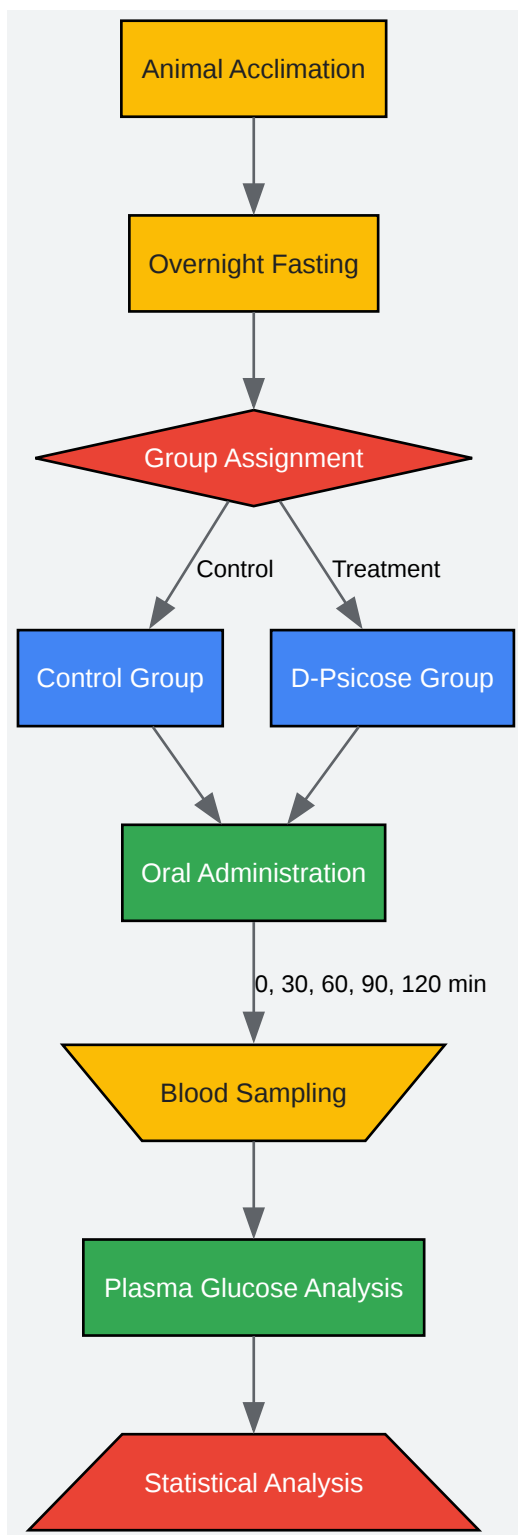 Animal Acclimation
Overnight Fasting
Group Assignment
Control
Treatment
Control Group
D-Psicose Group
Oral Administration
0, 30, 60, 90, 120 min
Blood Sampling
Plasma Glucose Analysis
Statistical Analysis